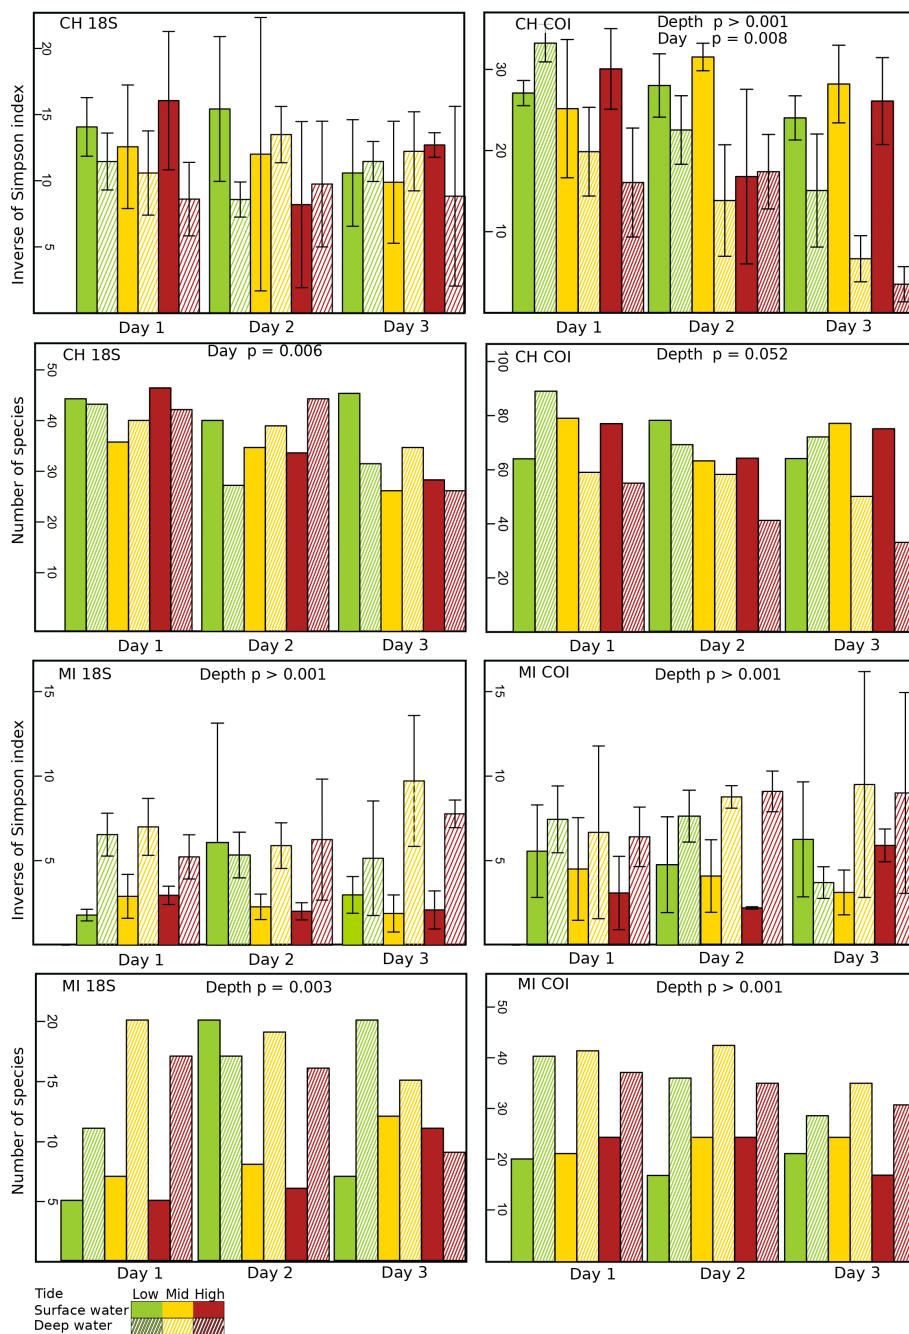 CH 18S
Inverse of Simpson index
20
15
10
5
Day 1 Day 2 Day 3
CH COI
Depth p > 0.001
Day p = 0.008
30
20
10
Day 1 Day 2 Day 3
CH 18S
Day p = 0.006
Number of species
50
40
30
20
10
Day 1 Day 2 Day 3
CH COI
Depth p = 0.052
100
80
60
40
20
Day 1 Day 2 Day 3
MI 18S
Depth p > 0.001
Inverse of Simpson index
15
10
5
Day 1 Day 2 Day 3
MI COI
Depth p > 0.001
15
10
5
Day 1 Day 2 Day 3
MI 18S
Depth p = 0.003
Number of species
20
15
10
5
Day 1 Day 2 Day 3
MI COI
Depth p > 0.001
50
40
30
20
10
Day 1 Day 2 Day 3
Tide Low Mid High
Surface water
Deep water